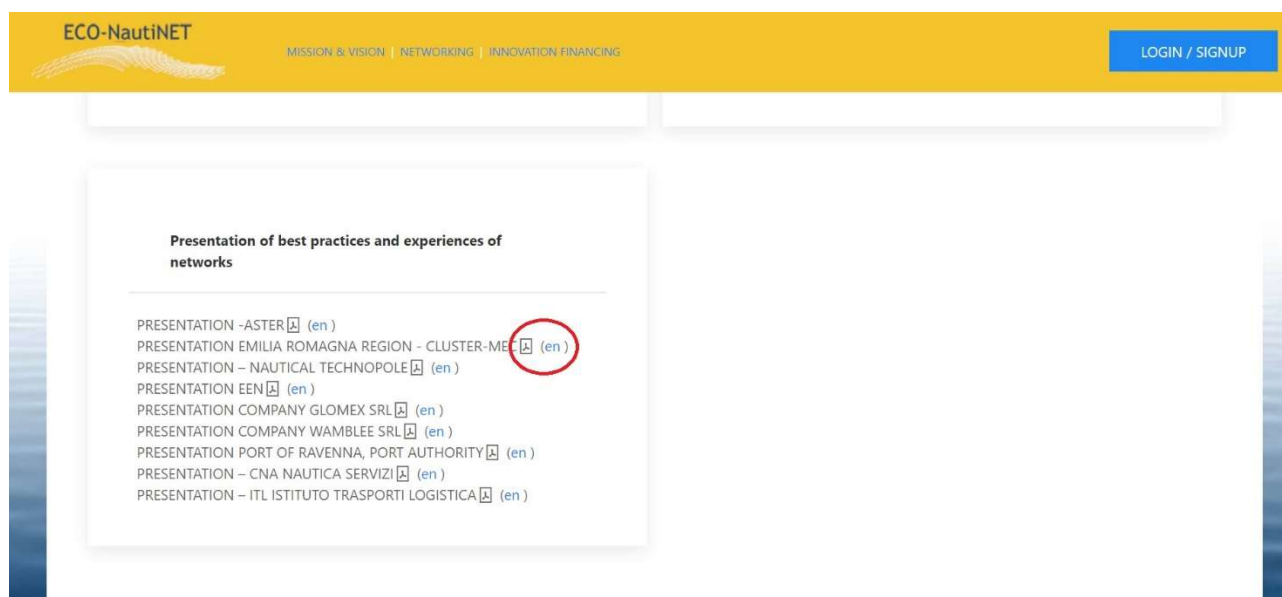 ECO-NautiNET
MISSION & VISION | NETWORKING | INNOVATION FINANCING
LOGIN / SIGNUP
Presentation of best practices and experiences of
networks
PRESENTATION -ASTER (en )
PRESENTATION EMILIA ROMAGNA REGION - CLUSTER-MEC (en )
PRESENTATION – NAUTICAL TECHNOPOLE (en )
PRESENTATION EEN (en )
PRESENTATION COMPANY GLOMEX SRL (en )
PRESENTATION COMPANY WAMBLEE SRL (en )
PRESENTATION PORT OF RAVENNA, PORT AUTHORITY (en )
PRESENTATION – CNA NAUTICA SERVIZI (en )
PRESENTATION – ITL ISTITUTO TRASPORTI LOGISTICA (en )